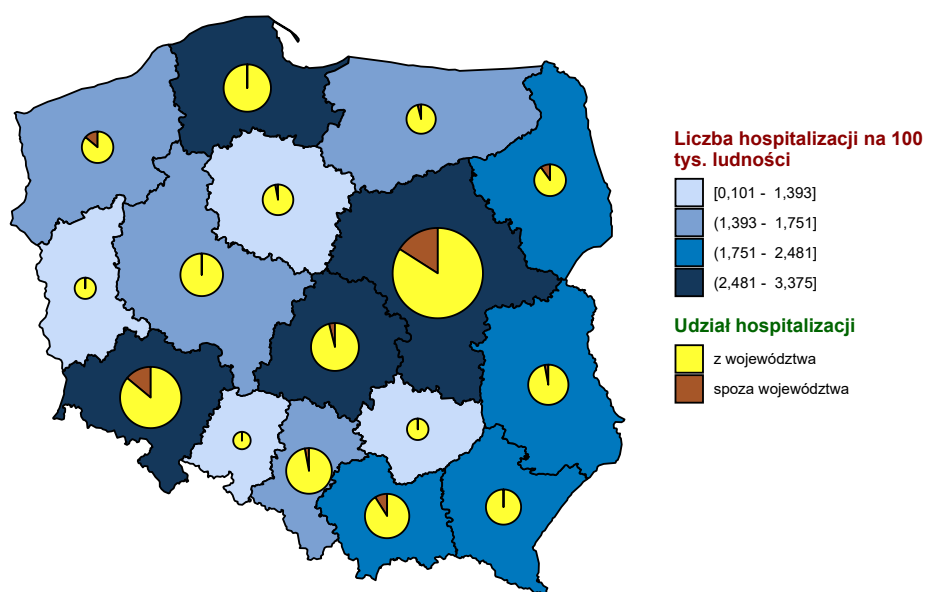 Liczba hospitalizacji na 100
tys. ludności
[0,101 - 1,393]
(1,393 - 1,751]
(1,751 - 2,481]
(2,481 - 3,375]
Udział hospitalizacji
z województwa
spoza województwa